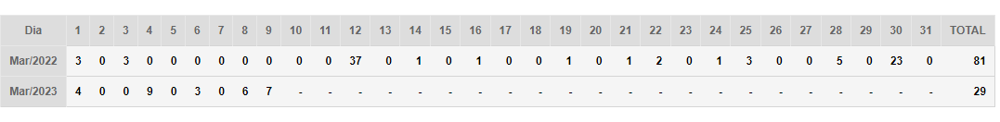 Día 1 2 3 4 5 6 7 8 9 10 11 12 13 14 15 16 17 18 19 20 21 22 23 24 25 26 27 28 29 30 31 TOTAL
Mar/2022 3 0 3 0 0 0 0 0 0 0 0 37 0 1 0 1 0 0 1 0 1 2 0 1 3 0 0 5 0 23 0 81
Mar/2023 4 0 0 9 0 3 0 6 7 - - - - - - - - - - - - - - - - - - - - - - 29